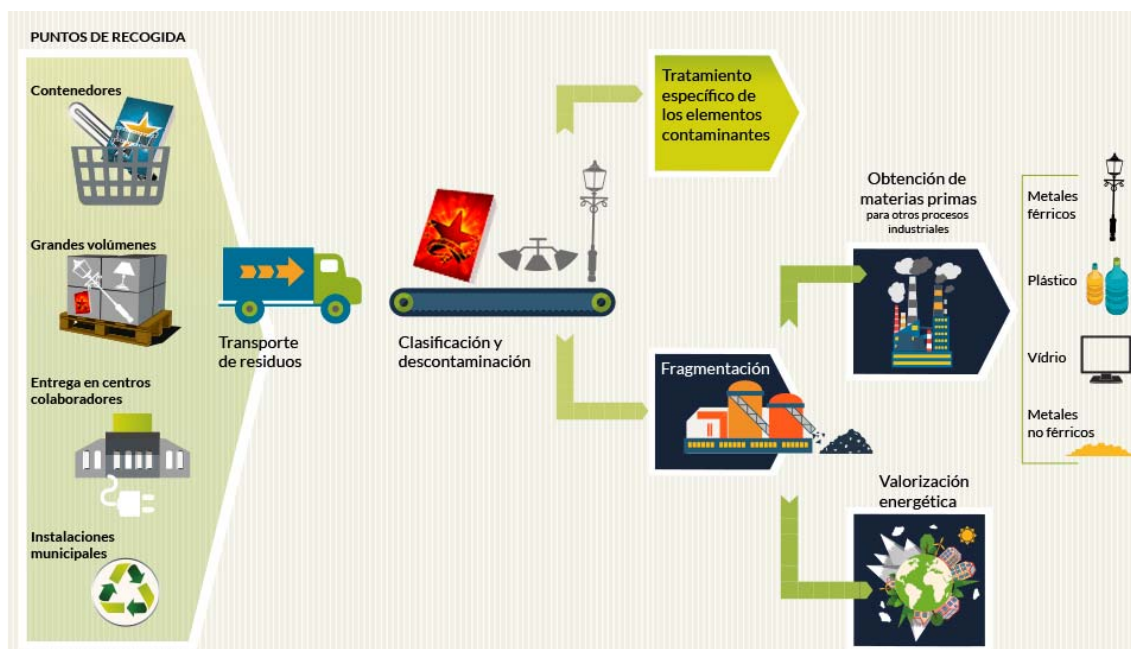 PUNTOS DE RECOGIDA
Contenedores
Grandes volúmenes
Entrega en centros
colaboradores
Instalaciones
municipales
Transporte
de residuos
Clasificación y
descontaminación
Tratamiento
específico de
los elementos
contaminantes
Fragmentación
Obtención de
materias primas
para otros procesos
industriales
Valorización
energética
Metales
férricos
Plástico
Vídrio
Metales
no férricos